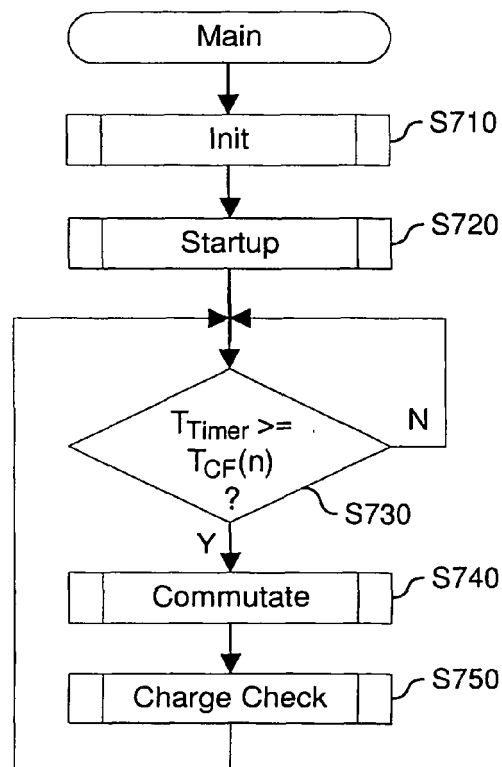 Main
Init
S710
Startup
S720
T_Timer >=
T_CF(n)
?
N
S730
Y
Commutate
S740
Charge Check
S750